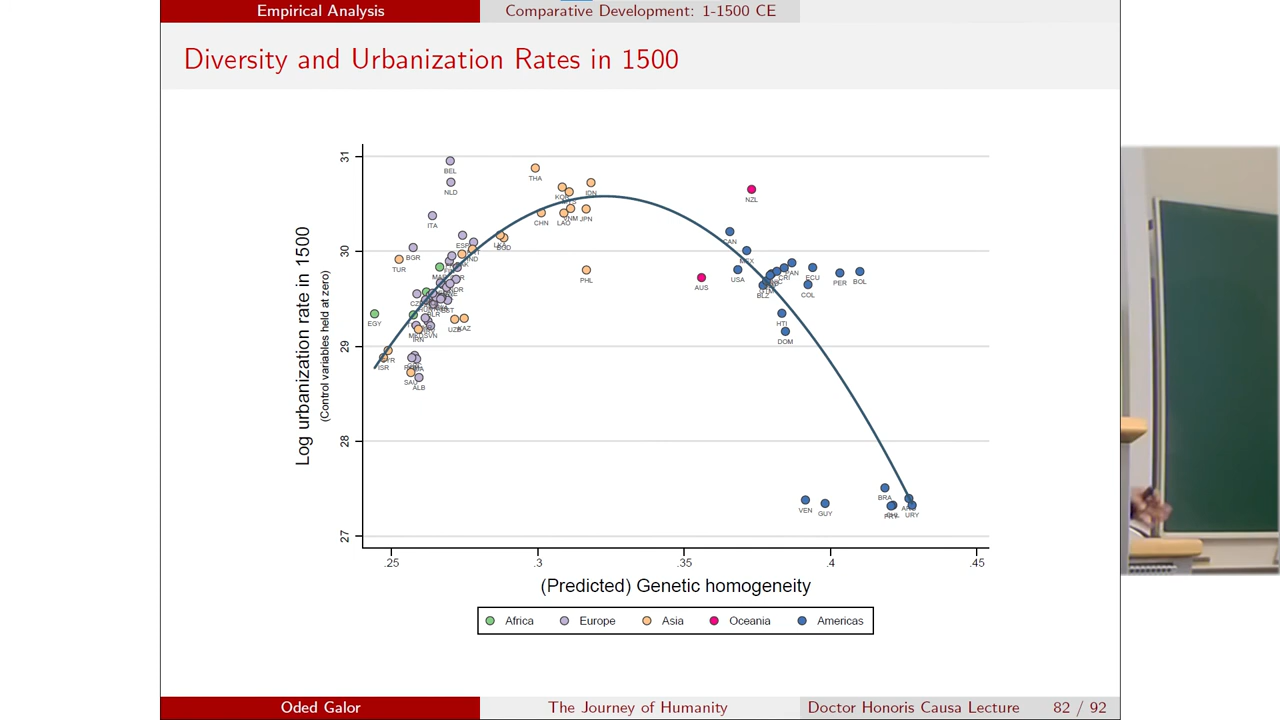 Empirical Analysis
Comparative Development: 1-1500 CE
Diversity and Urbanization Rates in 1500
Log urbanization rate in 1500
(Control variables held at zero)
31
30
29
28
27
BEL
NLD
ITA
BGR
TUR
EGY
ISR
ALB
UZB
KAZ
THA
CHN
LAO
VNM
JPN
IDN
PHL
NZL
AUS
CAN
MEX
USA
BLZ
HTI
DOM
CRI
PAN
ECU
COL
PER
BOL
VEN
GUY
BRA
URY
.25
.3
.35
.4
.45
(Predicted) Genetic homogeneity
Africa
Europe
Asia
Oceania
Americas
Oded Galor
The Journey of Humanity
Doctor Honoris Causa Lecture
82 / 92